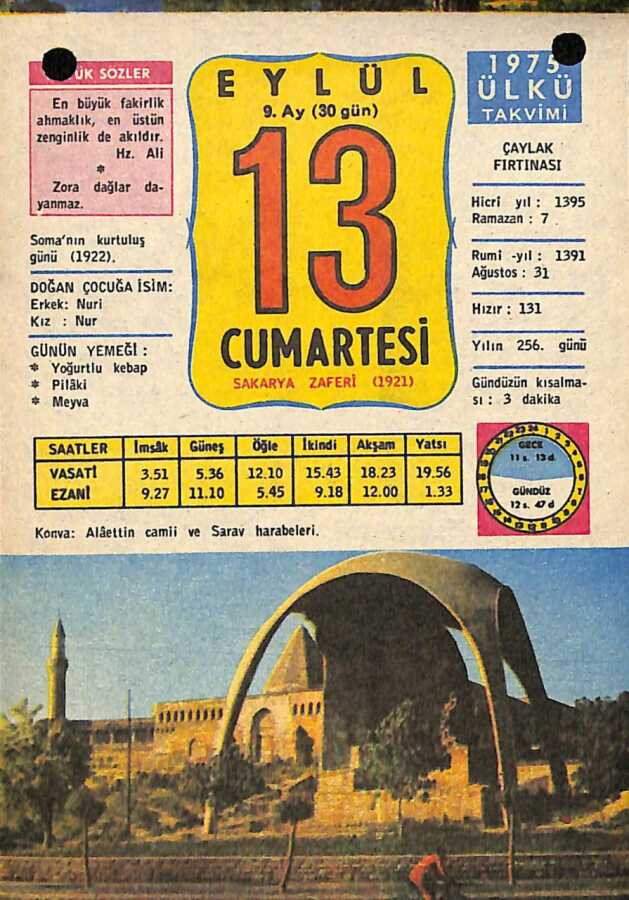 ÜK SÖZLER
En büyük fakirlik
ahmaklık, en üstün
zenginlik de akıldır.
Hz. Ali
*
Zora dağlar da-
yanmaz.
Soma'nın kurtuluş
günü (1922).
DOĞAN ÇOCUĞA İSİM:
Erkek: Nuri
Kız : Nur
GÜNÜN YEMEĞİ :
* Yoğurtlu kebap
* Pilâki
* Meyva
EYLÜL
9. Ay (30 gün)
13
CUMARTESİ
SAKARYA ZAFERİ (1921)
1975
ÜLKÜ
TAKVİMİ
ÇAYLAK
FIRTINASI
Hicri yıl : 1395
Ramazan : 7
Rumi -yıl : 1391
Ağustos : 31
Hızır : 131
Yılın 256. günü
Gündüzün kısalma-
sı : 3 dakika
SAATLER İmsâk Güneş Öğle İkindi Akşam Yatsı
VASATİ 3.51 5.36 12.10 15.43 18.23 19.56
EZANİ 9.27 11.10 5.45 9.18 12.00 1.33
GECE
11 s. 13 d.
GÜNDÜZ
12 s. 47 d
Konya: Alâettin camii ve Saray harabeleri.